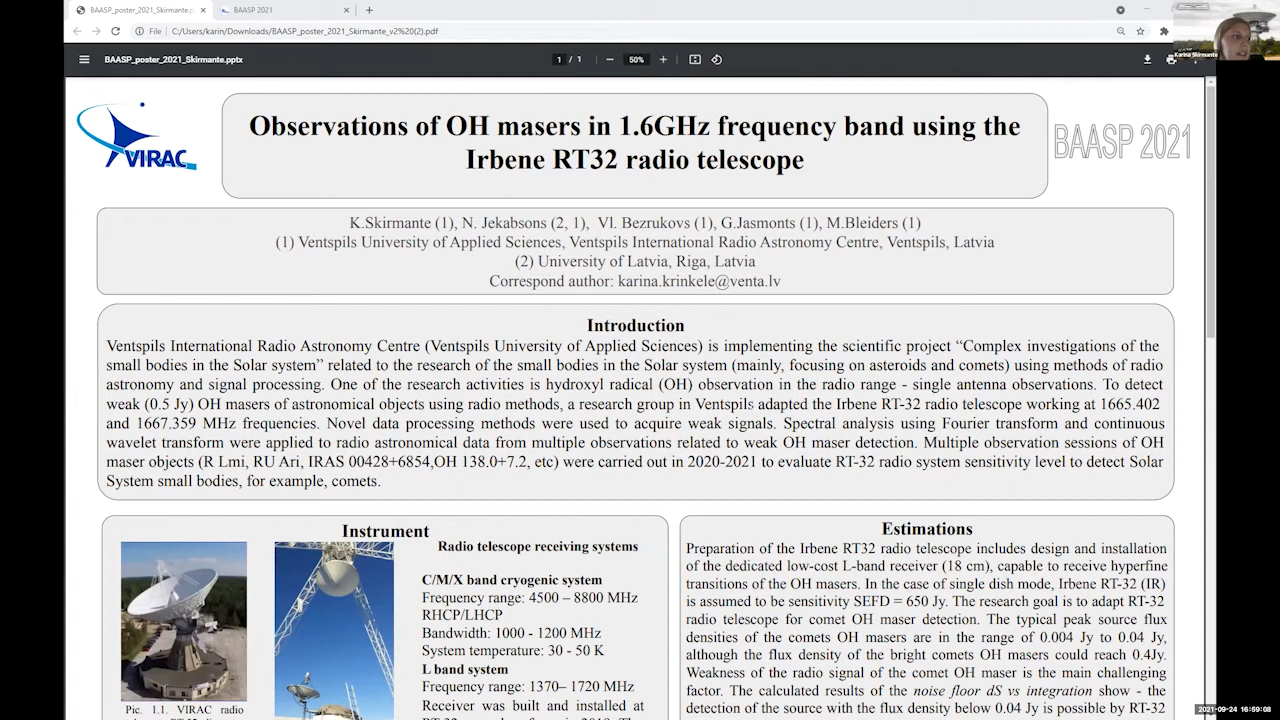 BAASP_poster_2021_Skirmante.pptx
BAASP 2021
File | C:/Users/karin/Downloads/BAASP_poster_2021_Skirmante_v2%20(2).pdf
BAASP_poster_2021_Skirmante.pptx
1 / 1
50%
Karina Skirmante
VIRAC
Observations of OH masers in 1.6GHz frequency band using the
Irbene RT32 radio telescope
BAASP 2021
K.Skirmante (1), N. Jekabsons (2, 1), Vl. Bezrukovs (1), G.Jasmonts (1), M.Bleiders (1)
(1) Ventspils University of Applied Sciences, Ventspils International Radio Astronomy Centre, Ventspils, Latvia
(2) University of Latvia, Riga, Latvia
Correspond author: karina.krinkele@venta.lv
Introduction
Ventspils International Radio Astronomy Centre (Ventspils University of Applied Sciences) is implementing the scientific project “Complex investigations of the
small bodies in the Solar system” related to the research of the small bodies in the Solar system (mainly, focusing on asteroids and comets) using methods of radio
astronomy and signal processing. One of the research activities is hydroxyl radical (OH) observation in the radio range - single antenna observations. To detect
weak (0.5 Jy) OH masers of astronomical objects using radio methods, a research group in Ventspils adapted the Irbene RT-32 radio telescope working at 1665.402
and 1667.359 MHz frequencies. Novel data processing methods were used to acquire weak signals. Spectral analysis using Fourier transform and continuous
wavelet transform were applied to radio astronomical data from multiple observations related to weak OH maser detection. Multiple observation sessions of OH
maser objects (R Lmi, RU Ari, IRAS 00428+6854,OH 138.0+7.2, etc) were carried out in 2020-2021 to evaluate RT-32 radio system sensitivity level to detect Solar
System small bodies, for example, comets.
Instrument
Radio telescope receiving systems
C/M/X band cryogenic system
Frequency range: 4500 – 8800 MHz
RHCP/LHCP
Bandwidth: 1000 - 1200 MHz
System temperature: 30 - 50 K
L band system
Frequency range: 1370– 1720 MHz
Receiver was built and installed at
Pic. 1.1. VIRAC radio
Estimations
Preparation of the Irbene RT32 radio telescope includes design and installation
of the dedicated low-cost L-band receiver (18 cm), capable to receive hyperfine
transitions of the OH masers. In the case of single dish mode, Irbene RT-32 (IR)
is assumed to be sensitivity SEFD = 650 Jy. The research goal is to adapt RT-32
radio telescope for comet OH maser detection. The typical peak source flux
densities of the comets OH masers are in the range of 0.004 Jy to 0.04 Jy,
although the flux density of the bright comets OH masers could reach 0.4Jy.
Weakness of the radio signal of the comet OH maser is the main challenging
factor. The calculated results of the noise floor dS vs integration show - the
detection of the source with the flux density below 0.04 Jy is possible by RT-32
2021-09-24 16:59:08